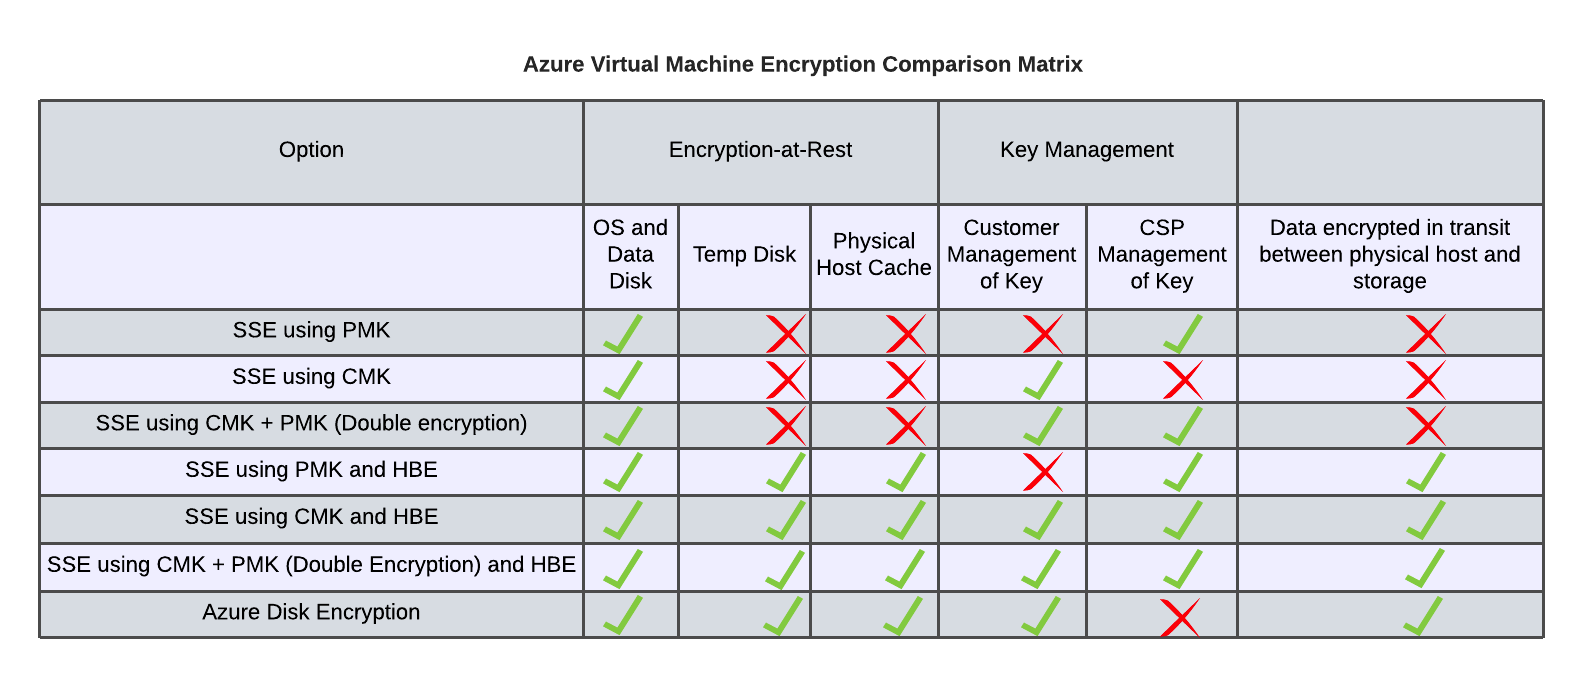 Azure Virtual Machine Encryption Comparison Matrix
Option
Encryption-at-Rest
Key Management
OS and
Data
Disk
Temp Disk
Physical
Host Cache
Customer
Management
of Key
CSP
Management
of Key
Data encrypted in transit
between physical host and
storage
SSE using PMK
SSE using CMK
SSE using CMK + PMK (Double encryption)
SSE using PMK and HBE
SSE using CMK and HBE
SSE using CMK + PMK (Double Encryption) and HBE
Azure Disk Encryption